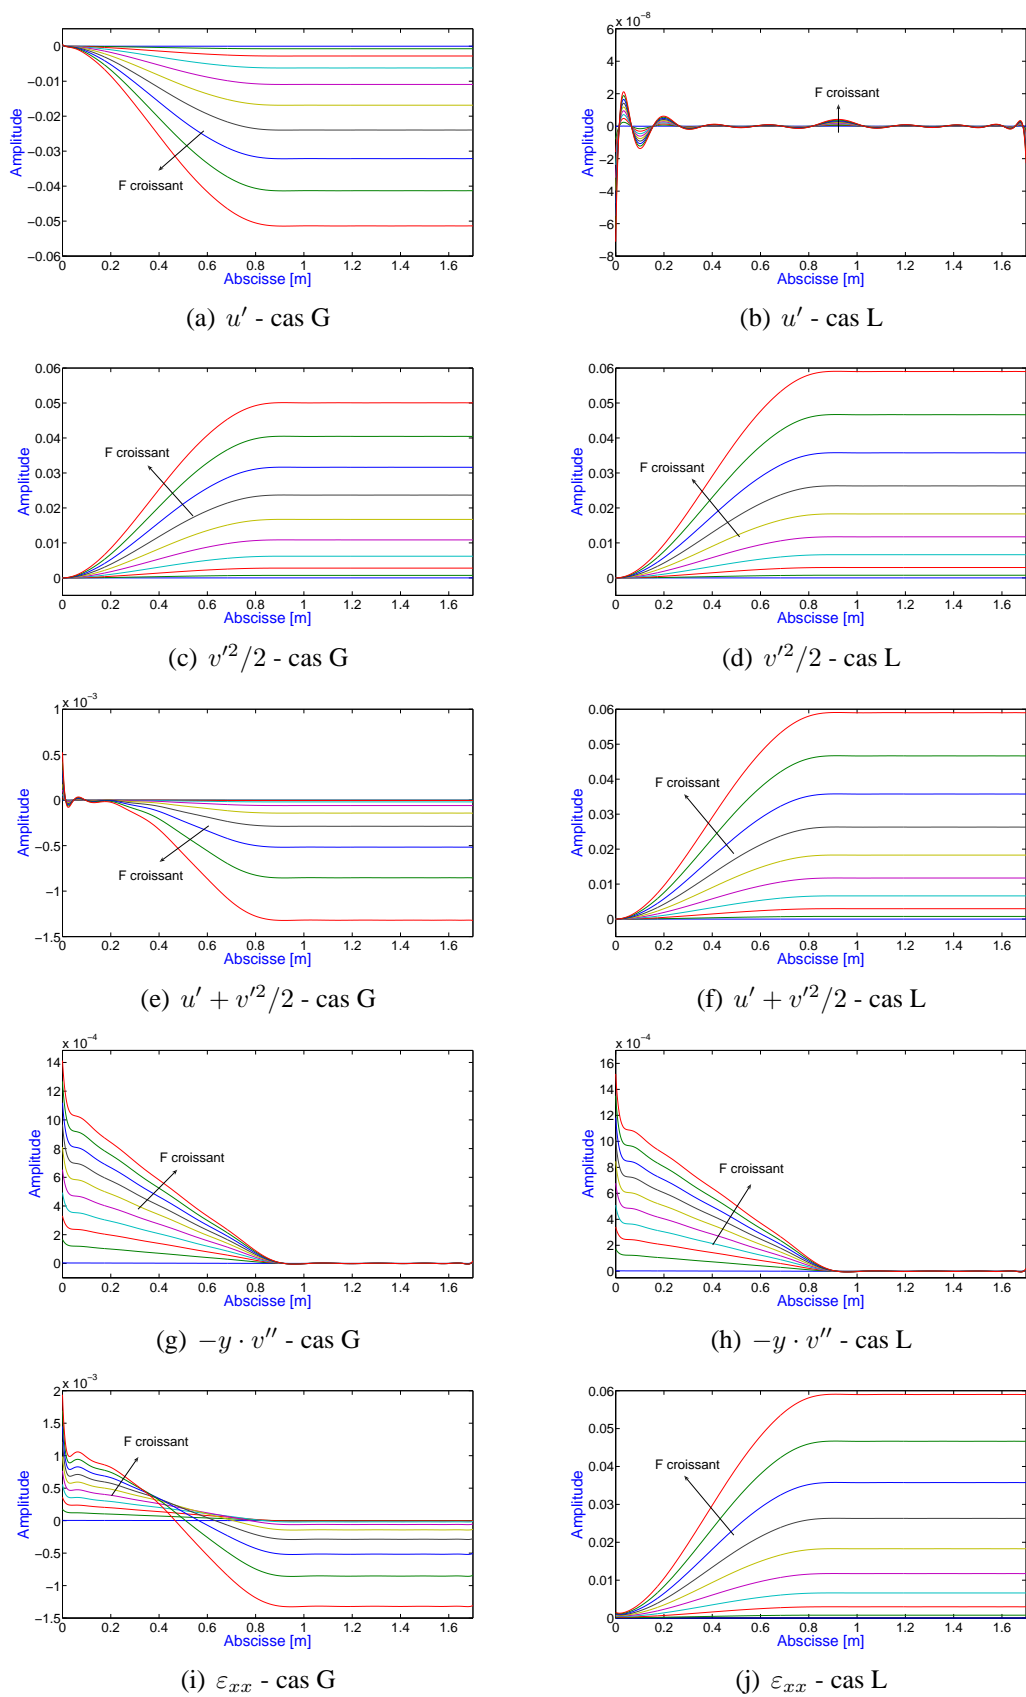 0
−0.01
−0.02
−0.03
−0.04
−0.05
−0.06
Amplitude
F croissant
0 0.2 0.4 0.6 0.8 1 1.2 1.4 1.6
Abscisse [m]
(a) u′ - cas G
x 10⁻⁸
6
4
2
0
−2
−4
−6
−8
Amplitude
F croissant
0 0.2 0.4 0.6 0.8 1 1.2 1.4 1.6
Abscisse [m]
(b) u′ - cas L
0.06
0.05
0.04
0.03
0.02
0.01
0
Amplitude
F croissant
0 0.2 0.4 0.6 0.8 1 1.2 1.4 1.6
Abscisse [m]
(c) v′²/2 - cas G
0.06
0.05
0.04
0.03
0.02
0.01
0
Amplitude
F croissant
0 0.2 0.4 0.6 0.8 1 1.2 1.4 1.6
Abscisse [m]
(d) v′²/2 - cas L
x 10⁻³
1
0.5
0
−0.5
−1
−1.5
Amplitude
F croissant
0 0.2 0.4 0.6 0.8 1 1.2 1.4 1.6
Abscisse [m]
(e) u′ + v′²/2 - cas G
0.06
0.05
0.04
0.03
0.02
0.01
0
Amplitude
F croissant
0 0.2 0.4 0.6 0.8 1 1.2 1.4 1.6
Abscisse [m]
(f) u′ + v′²/2 - cas L
x 10⁻⁴
14
12
10
8
6
4
2
0
Amplitude
F croissant
0 0.2 0.4 0.6 0.8 1 1.2 1.4 1.6
Abscisse [m]
(g) −y · v″ - cas G
x 10⁻⁴
16
14
12
10
8
6
4
2
0
Amplitude
F croissant
0 0.2 0.4 0.6 0.8 1 1.2 1.4 1.6
Abscisse [m]
(h) −y · v″ - cas L
x 10⁻³
2
1.5
1
0.5
0
−0.5
−1
−1.5
Amplitude
F croissant
0 0.2 0.4 0.6 0.8 1 1.2 1.4 1.6
Abscisse [m]
(i) εxx - cas G
0.06
0.05
0.04
0.03
0.02
0.01
0
Amplitude
F croissant
0 0.2 0.4 0.6 0.8 1 1.2 1.4 1.6
Abscisse [m]
(j) εxx - cas L